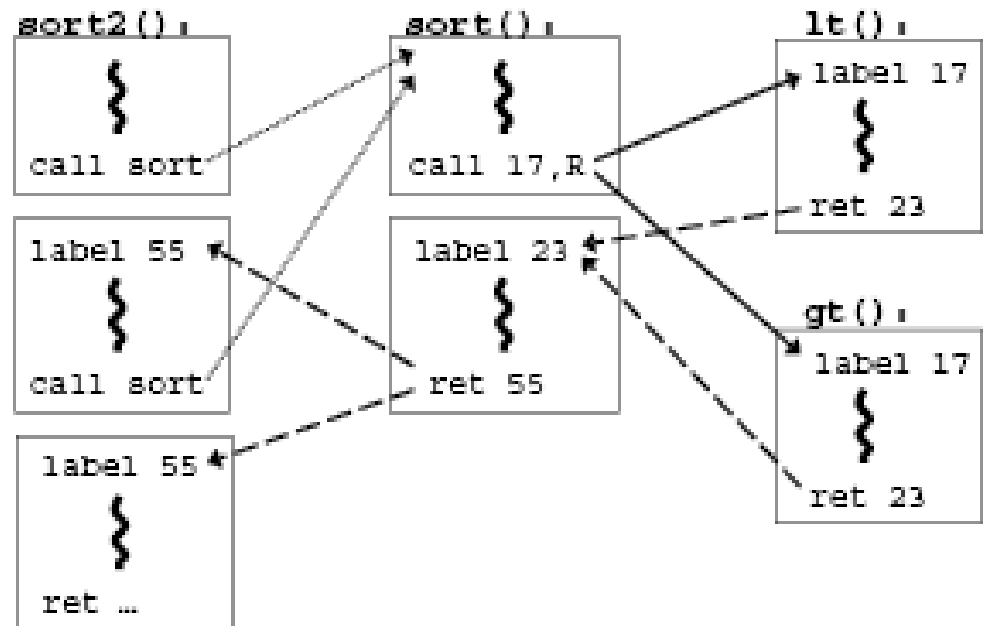 sort2():
call sort
label 55
call sort
label 55
ret …
sort():
call 17,R
label 23
ret 55
lt():
label 17
ret 23
gt():
label 17
ret 23